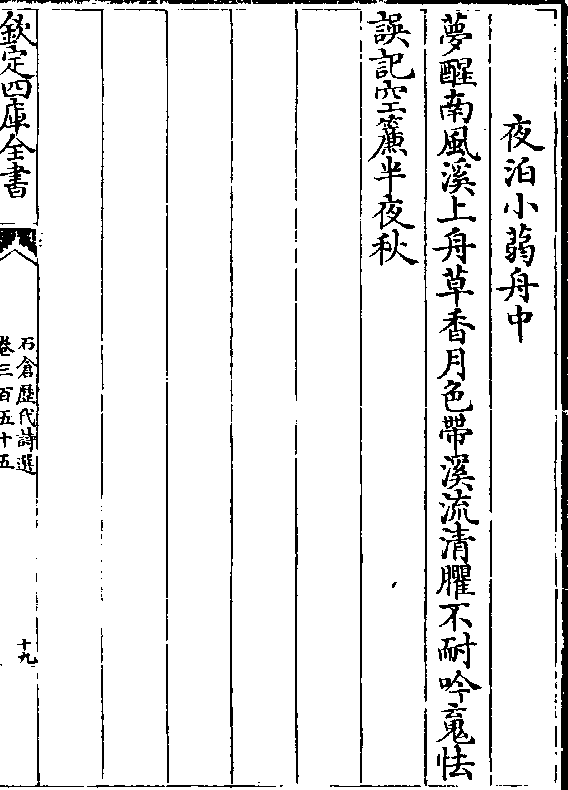 夜泊小蒻舟中
夢醒南風溪上舟草香月色帶溪流清臞不耐吟䰟怯
誤記空簾半夜秋
欽定四庫全書
石倉歷代詩選
卷三百五十五
十九